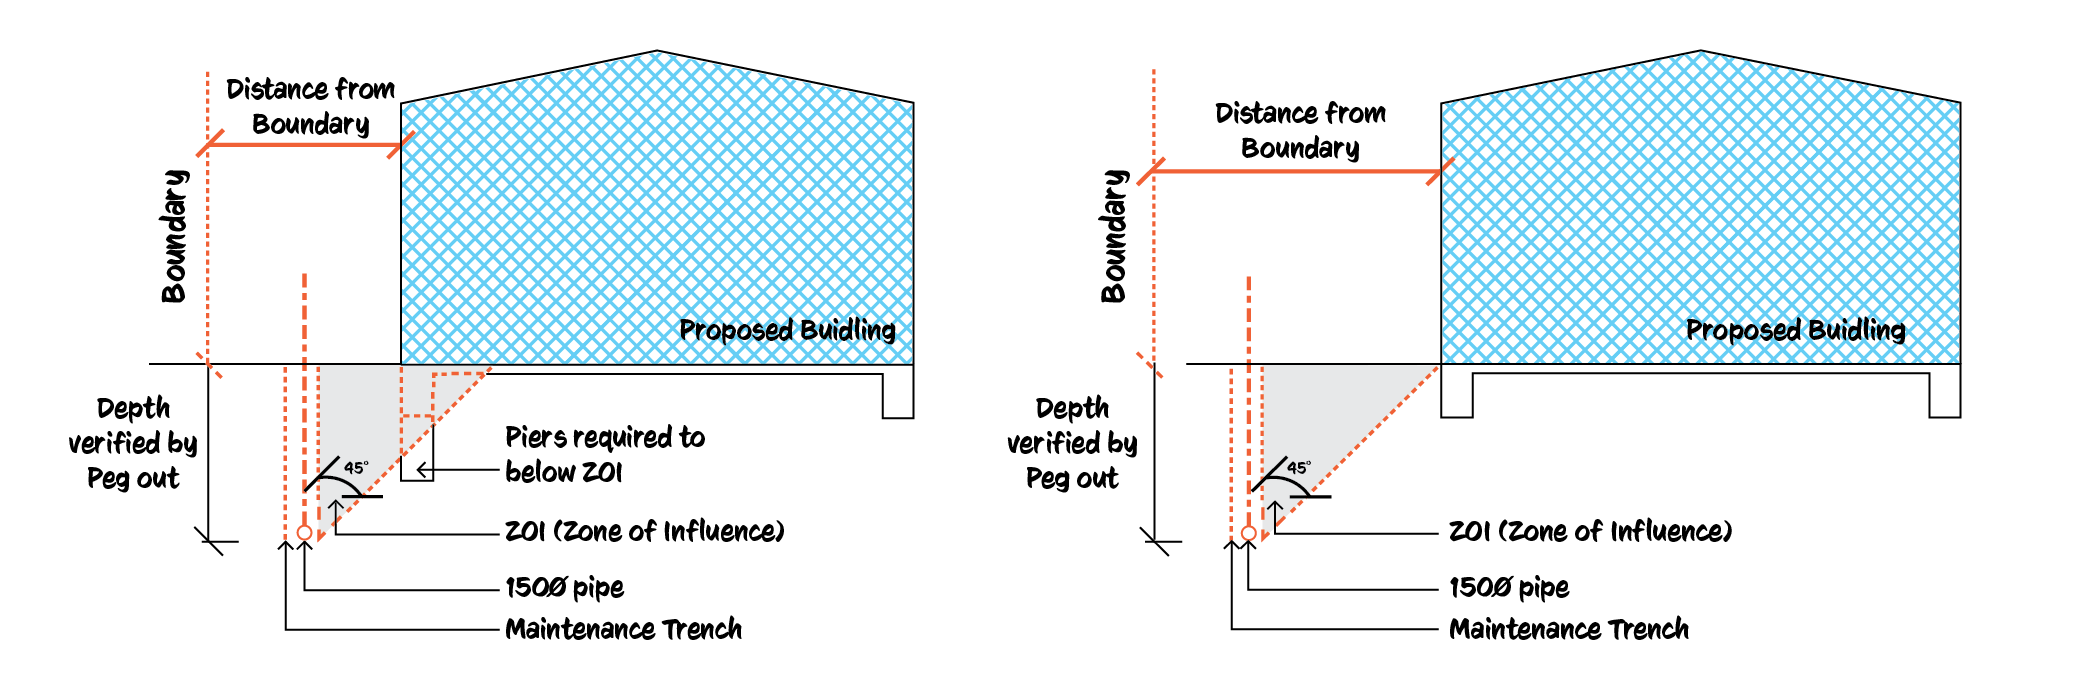 Distance from
Boundary
Boundary
Proposed Buidling
Depth
verified by
Peg out
45°
Piers required to
below ZOI
ZOI (Zone of Influence)
150Ø pipe
Maintenance Trench
Distance from
Boundary
Boundary
Proposed Buidling
Depth
verified by
Peg out
45°
ZOI (Zone of Influence)
150Ø pipe
Maintenance Trench